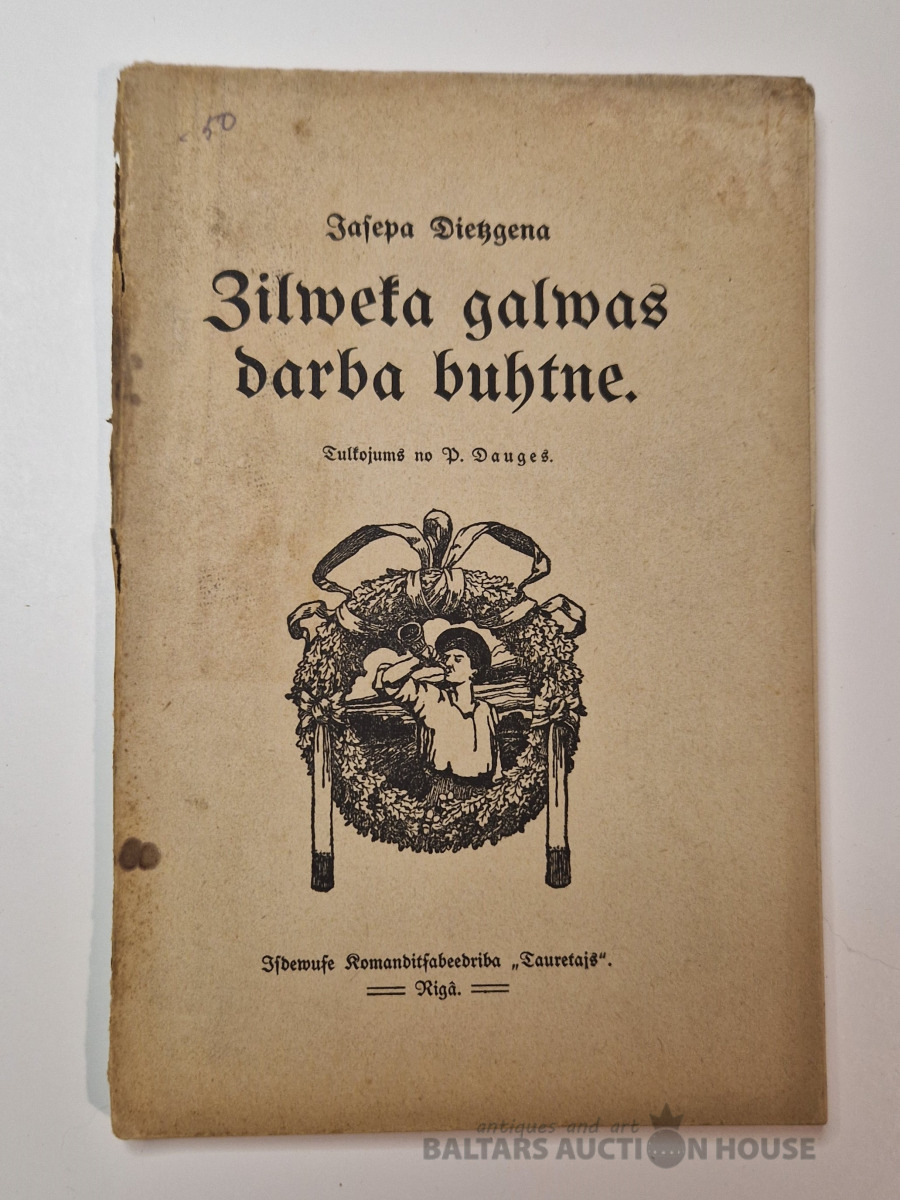 50
Jaſepa Dietzgena
Zilweka galwas
darba buhtne.
Tulkojums no P. Dauges.
Iſdewuſe Komanditſabeedriba „Tauretajs“.
Rigâ.
antiques and art
BALTARS AUCTION HOUSE